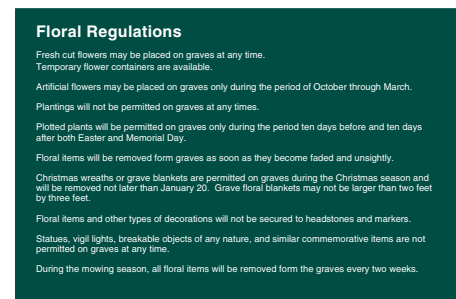 Floral Regulations
Fresh cut flowers may be placed on graves at any time.
Temporary flower containers are available.
Artificial flowers may be placed on graves only during the period of October through March.
Plantings will not be permitted on graves at any times.
Plotted plants will be permitted on graves only during the period ten days before and ten days
after both Easter and Memorial Day.
Floral items will be removed form graves as soon as they become faded and unsightly.
Christmas wreaths or grave blankets are permitted on graves during the Christmas season and
will be removed not later than January 20.  Grave floral blankets may not be larger than two feet
by three feet.
Floral items and other types of decorations will not be secured to headstones and markers.
Statues, vigil lights, breakable objects of any nature, and similar commemorative items are not
permitted on graves at any time.
During the mowing season, all floral items will be removed form the graves every two weeks.